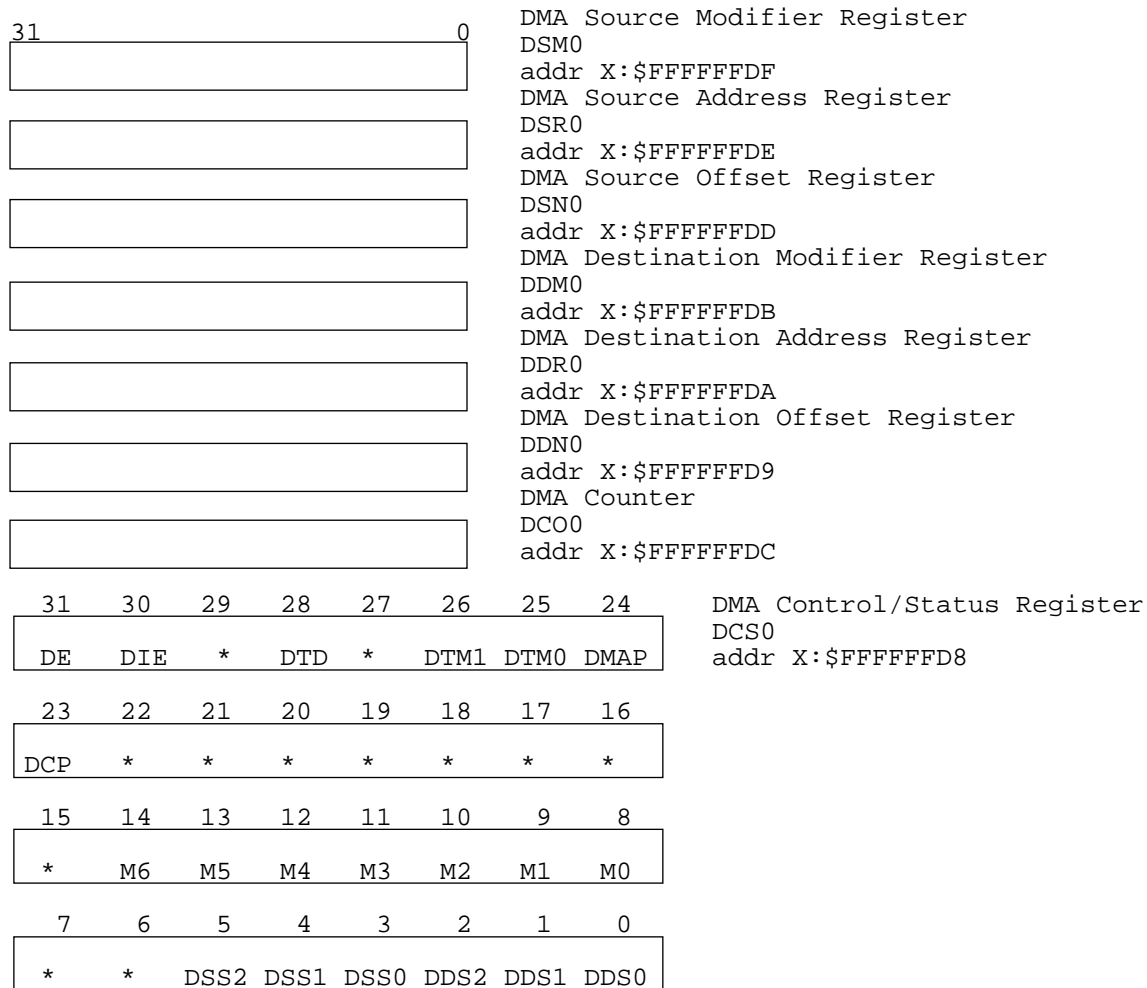 31 0
DMA Source Modifier Register
DSM0
addr X:$FFFFFFDF
DMA Source Address Register
DSR0
addr X:$FFFFFFDE
DMA Source Offset Register
DSN0
addr X:$FFFFFFDD
DMA Destination Modifier Register
DDM0
addr X:$FFFFFFDB
DMA Destination Address Register
DDR0
addr X:$FFFFFFDA
DMA Destination Offset Register
DDN0
addr X:$FFFFFFD9
DMA Counter
DCO0
addr X:$FFFFFFDC
31 30 29 28 27 26 25 24
DE DIE * DTD * DTM1 DTM0 DMAP
DMA Control/Status Register
DCS0
addr X:$FFFFFFD8
23 22 21 20 19 18 17 16
DCP * * * * * * *
15 14 13 12 11 10 9 8
* M6 M5 M4 M3 M2 M1 M0
7 6 5 4 3 2 1 0
* * DSS2 DSS1 DSS0 DDS2 DDS1 DDS0